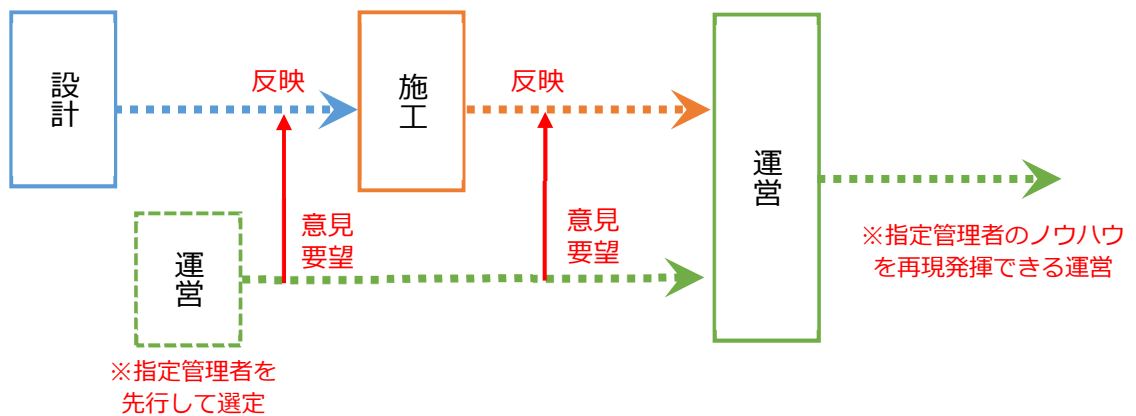 設計
反映
施工
反映
運営
意見
要望
意見
要望
運営
※指定管理者のノウハウ
を再現発揮できる運営
※指定管理者を
先行して選定